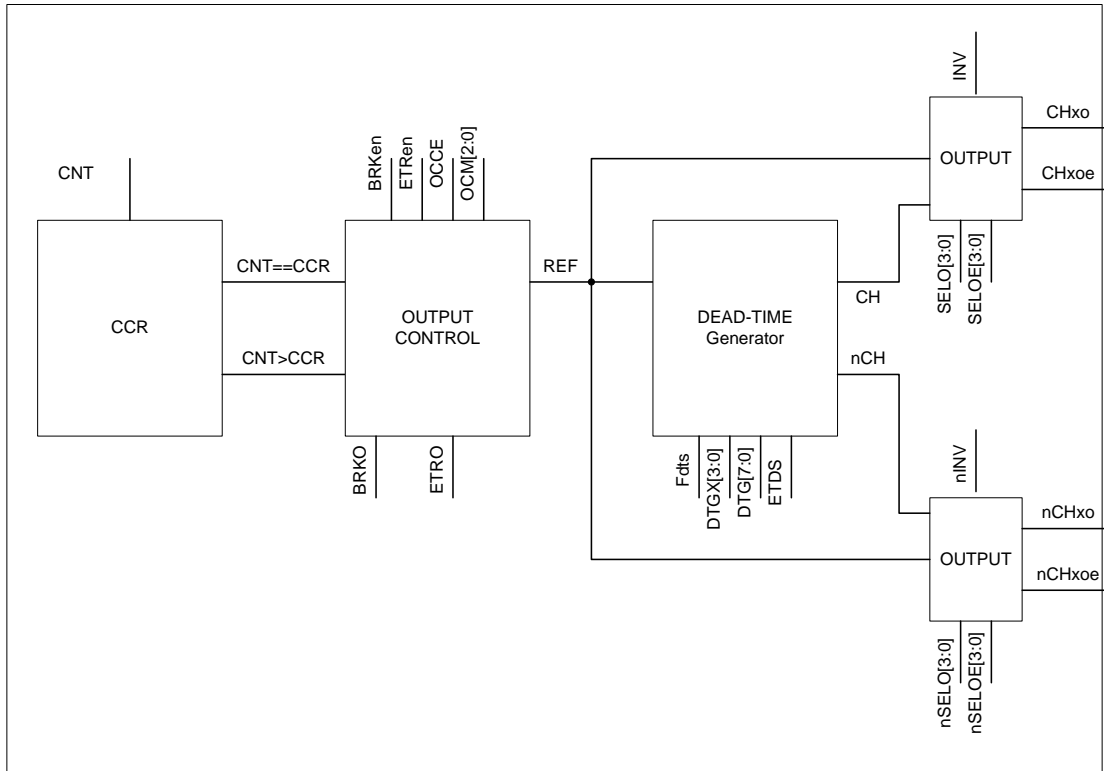 INV
CHxo
OUTPUT
CHxoe
SELO[3:0]
SELOE[3:0]
CNT
BRKen
ETRen
OCCE
OCM[2:0]
CCR
CNT==CCR
CNT>CCR
OUTPUT
CONTROL
BRKO
ETRO
REF
DEAD-TIME
Generator
CH
nCH
Fdts
DTGX[3:0]
DTG[7:0]
ETDS
nINV
nCHxo
OUTPUT
nCHxoe
nSELO[3:0]
nSELOE[3:0]